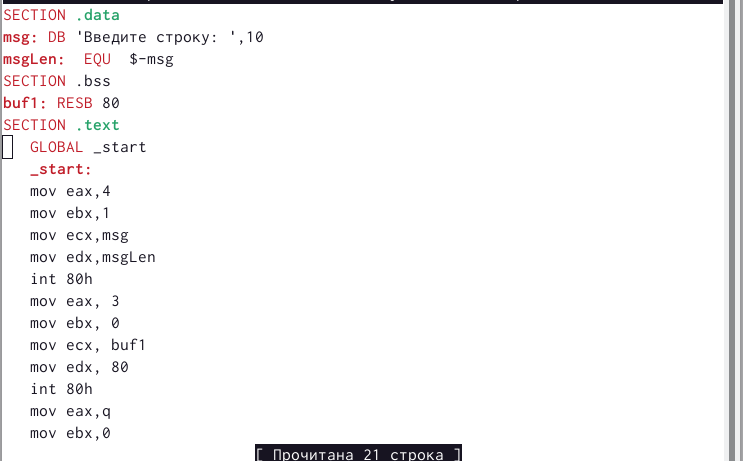 SECTION .data
msg: DB 'Введите строку: ',10
msgLen:  EQU  $-msg
SECTION .bss
buf1: RESB 80
SECTION .text
   GLOBAL _start
   _start:
   mov eax,4
   mov ebx,1
   mov ecx,msg
   mov edx,msgLen
   int 80h
   mov eax, 3
   mov ebx, 0
   mov ecx, buf1
   mov edx, 80
   int 80h
   mov eax,q
   mov ebx,0
[ Прочитана 21 строка ]